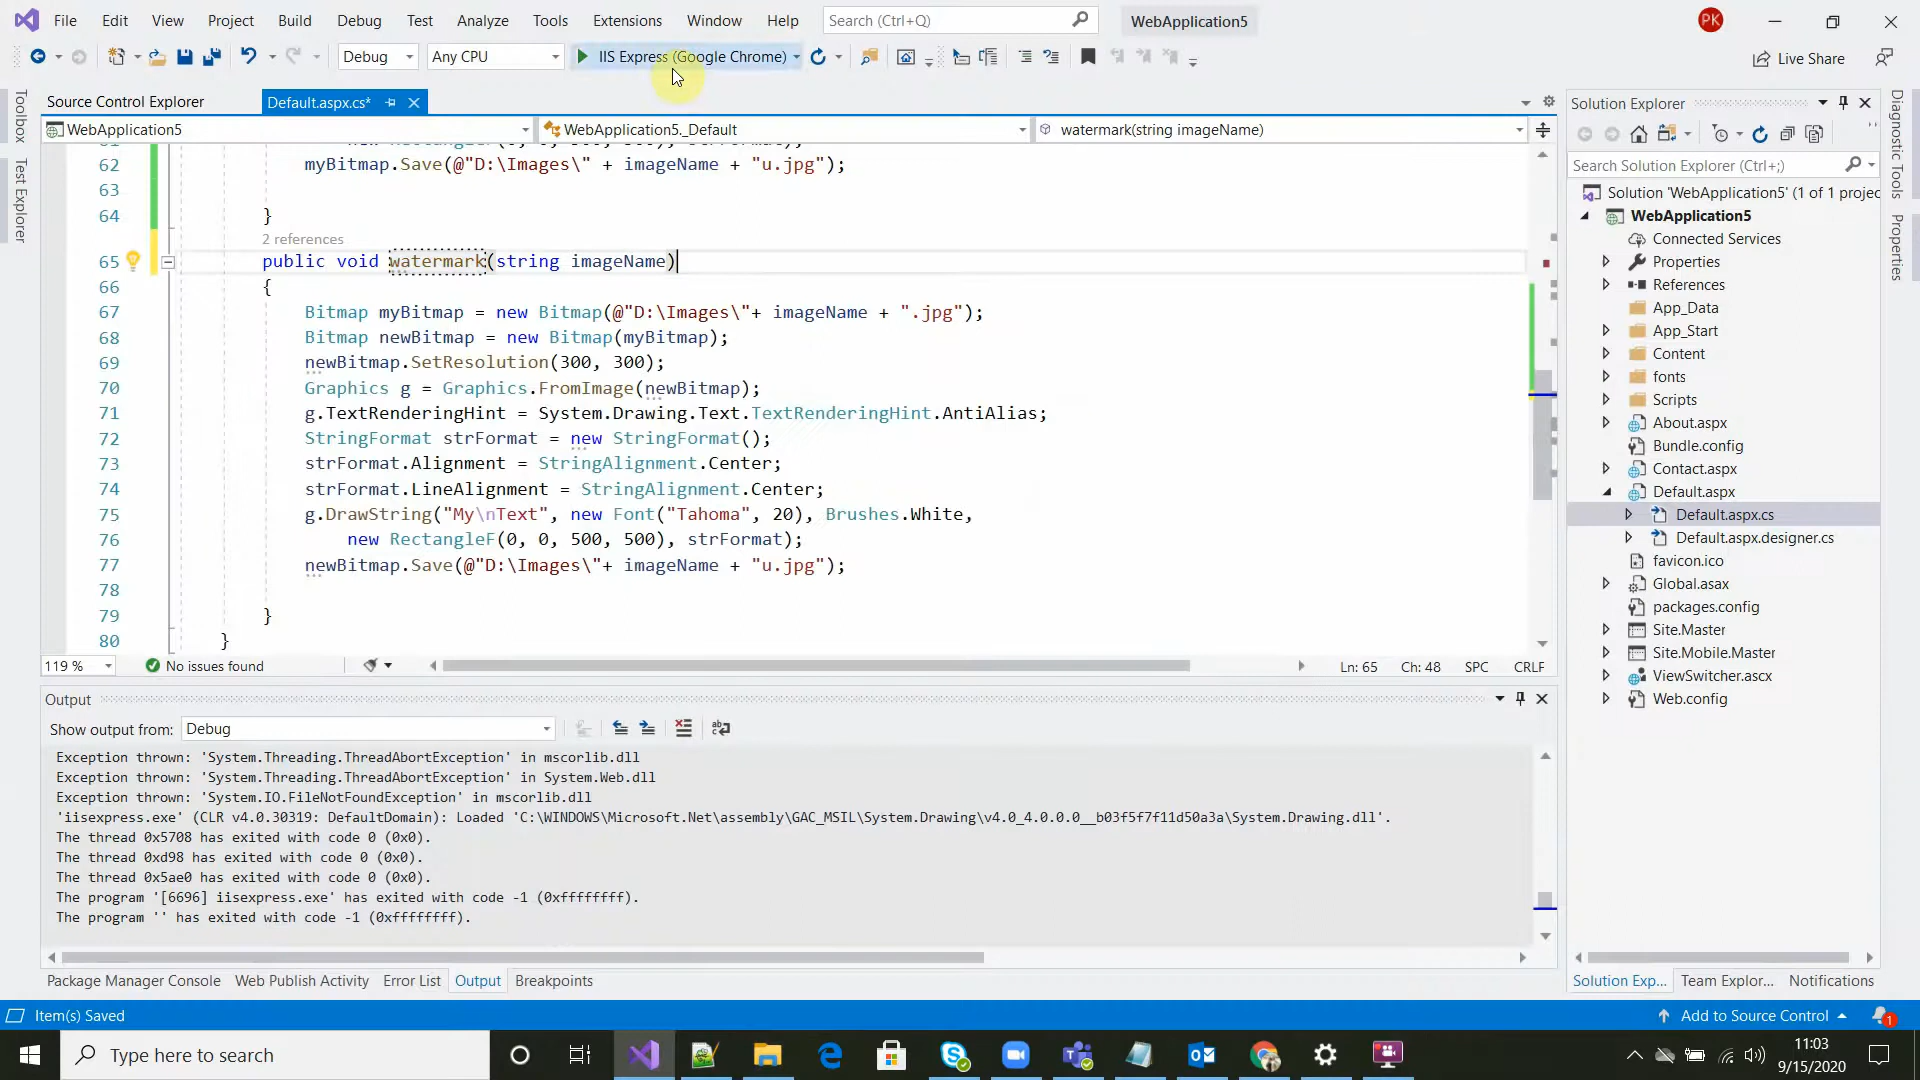 File Edit View Project Build Debug Test Analyze Tools Extensions Window Help Search (Ctrl+Q) WebApplication5 PK
Debug Any CPU IIS Express (Google Chrome) Live Share
Source Control Explorer Default.aspx.cs*
WebApplication5 WebApplication5._Default watermark(string imageName)
62 myBitmap.Save(@"D:\Images\" + imageName + "u.jpg");
63
64 }
2 references
65 public void watermark(string imageName)
66 {
67 Bitmap myBitmap = new Bitmap(@"D:\Images\"+ imageName + ".jpg");
68 Bitmap newBitmap = new Bitmap(myBitmap);
69 newBitmap.SetResolution(300, 300);
70 Graphics g = Graphics.FromImage(newBitmap);
71 g.TextRenderingHint = System.Drawing.Text.TextRenderingHint.AntiAlias;
72 StringFormat strFormat = new StringFormat();
73 strFormat.Alignment = StringAlignment.Center;
74 strFormat.LineAlignment = StringAlignment.Center;
75 g.DrawString("My\nText", new Font("Tahoma", 20), Brushes.White,
76 new RectangleF(0, 0, 500, 500), strFormat);
77 newBitmap.Save(@"D:\Images\"+ imageName + "u.jpg");
78
79 }
80 }
119 % No issues found Ln: 65 Ch: 48 SPC CRLF
Output
Show output from: Debug
Exception thrown: 'System.Threading.ThreadAbortException' in mscorlib.dll
Exception thrown: 'System.Threading.ThreadAbortException' in System.Web.dll
Exception thrown: 'System.IO.FileNotFoundException' in mscorlib.dll
'iisexpress.exe' (CLR v4.0.30319: DefaultDomain): Loaded 'C:\WINDOWS\Microsoft.Net\assembly\GAC_MSIL\System.Drawing\v4.0_4.0.0.0__b03f5f7f11d50a3a\System.Drawing.dll'.
The thread 0x5708 has exited with code 0 (0x0).
The thread 0xd98 has exited with code 0 (0x0).
The thread 0x5ae0 has exited with code 0 (0x0).
The program '[6696] iisexpress.exe' has exited with code -1 (0xffffffff).
The program '' has exited with code -1 (0xffffffff).
Package Manager Console Web Publish Activity Error List Output Breakpoints
Toolbox
Test Explorer
Solution Explorer
Search Solution Explorer (Ctrl+;)
Solution 'WebApplication5' (1 of 1 projec
WebApplication5
Connected Services
Properties
References
App_Data
App_Start
Content
fonts
Scripts
About.aspx
Bundle.config
Contact.aspx
Default.aspx
Default.aspx.cs
Default.aspx.designer.cs
favicon.ico
Global.asax
packages.config
Site.Master
Site.Mobile.Master
ViewSwitcher.ascx
Web.config
Solution Exp... Team Explor... Notifications
Diagnostic Tools
Properties
Item(s) Saved Add to Source Control 1
Type here to search
11:03
9/15/2020